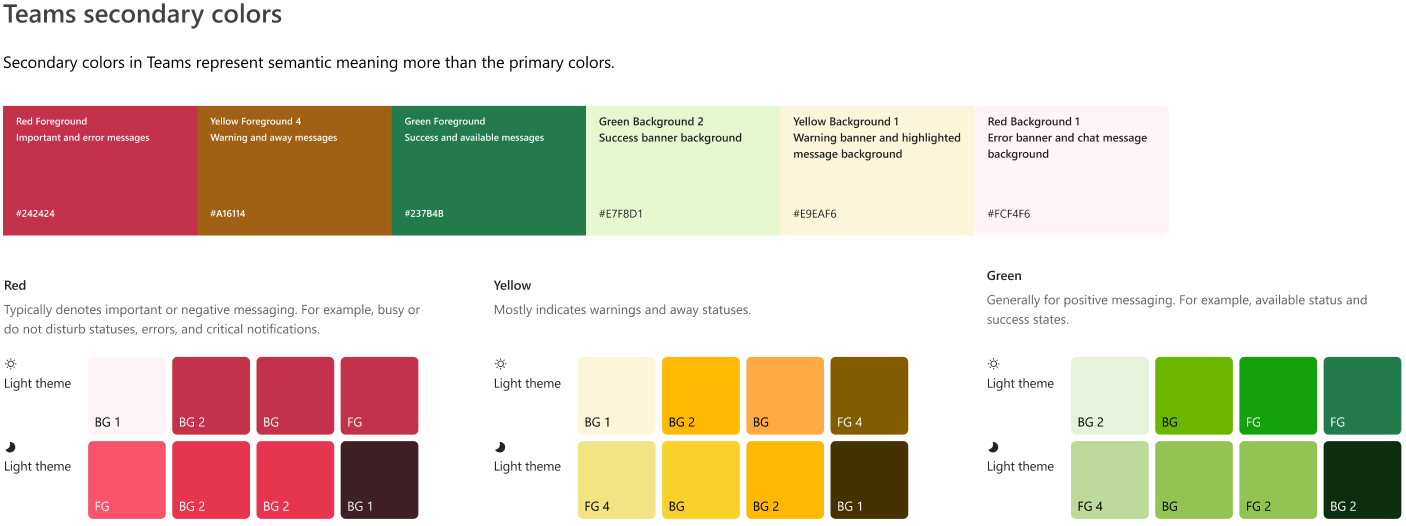 Teams secondary colors
Secondary colors in Teams represent semantic meaning more than the primary colors.
Red Foreground
Important and error messages
#242424
Yellow Foreground 4
Warning and away messages
#A16114
Green Foreground
Success and available messages
#237B4B
Green Background 2
Success banner background
#E7F8D1
Yellow Background 1
Warning banner and highlighted
message background
#E9EAF6
Red Background 1
Error banner and chat message
background
#FCF4F6
Red
Typically denotes important or negative messaging. For example, busy or
do not disturb statuses, errors, and critical notifications.
Light theme
BG 1
BG 2
BG
FG
Light theme
FG
BG 2
BG 2
BG 1
Yellow
Mostly indicates warnings and away statuses.
Light theme
BG 1
BG 2
BG
FG 4
Light theme
FG 4
BG
BG 2
BG 1
Green
Generally for positive messaging. For example, available status and
success states.
Light theme
BG 2
BG
FG
FG
Light theme
FG 4
BG
FG 2
BG 2